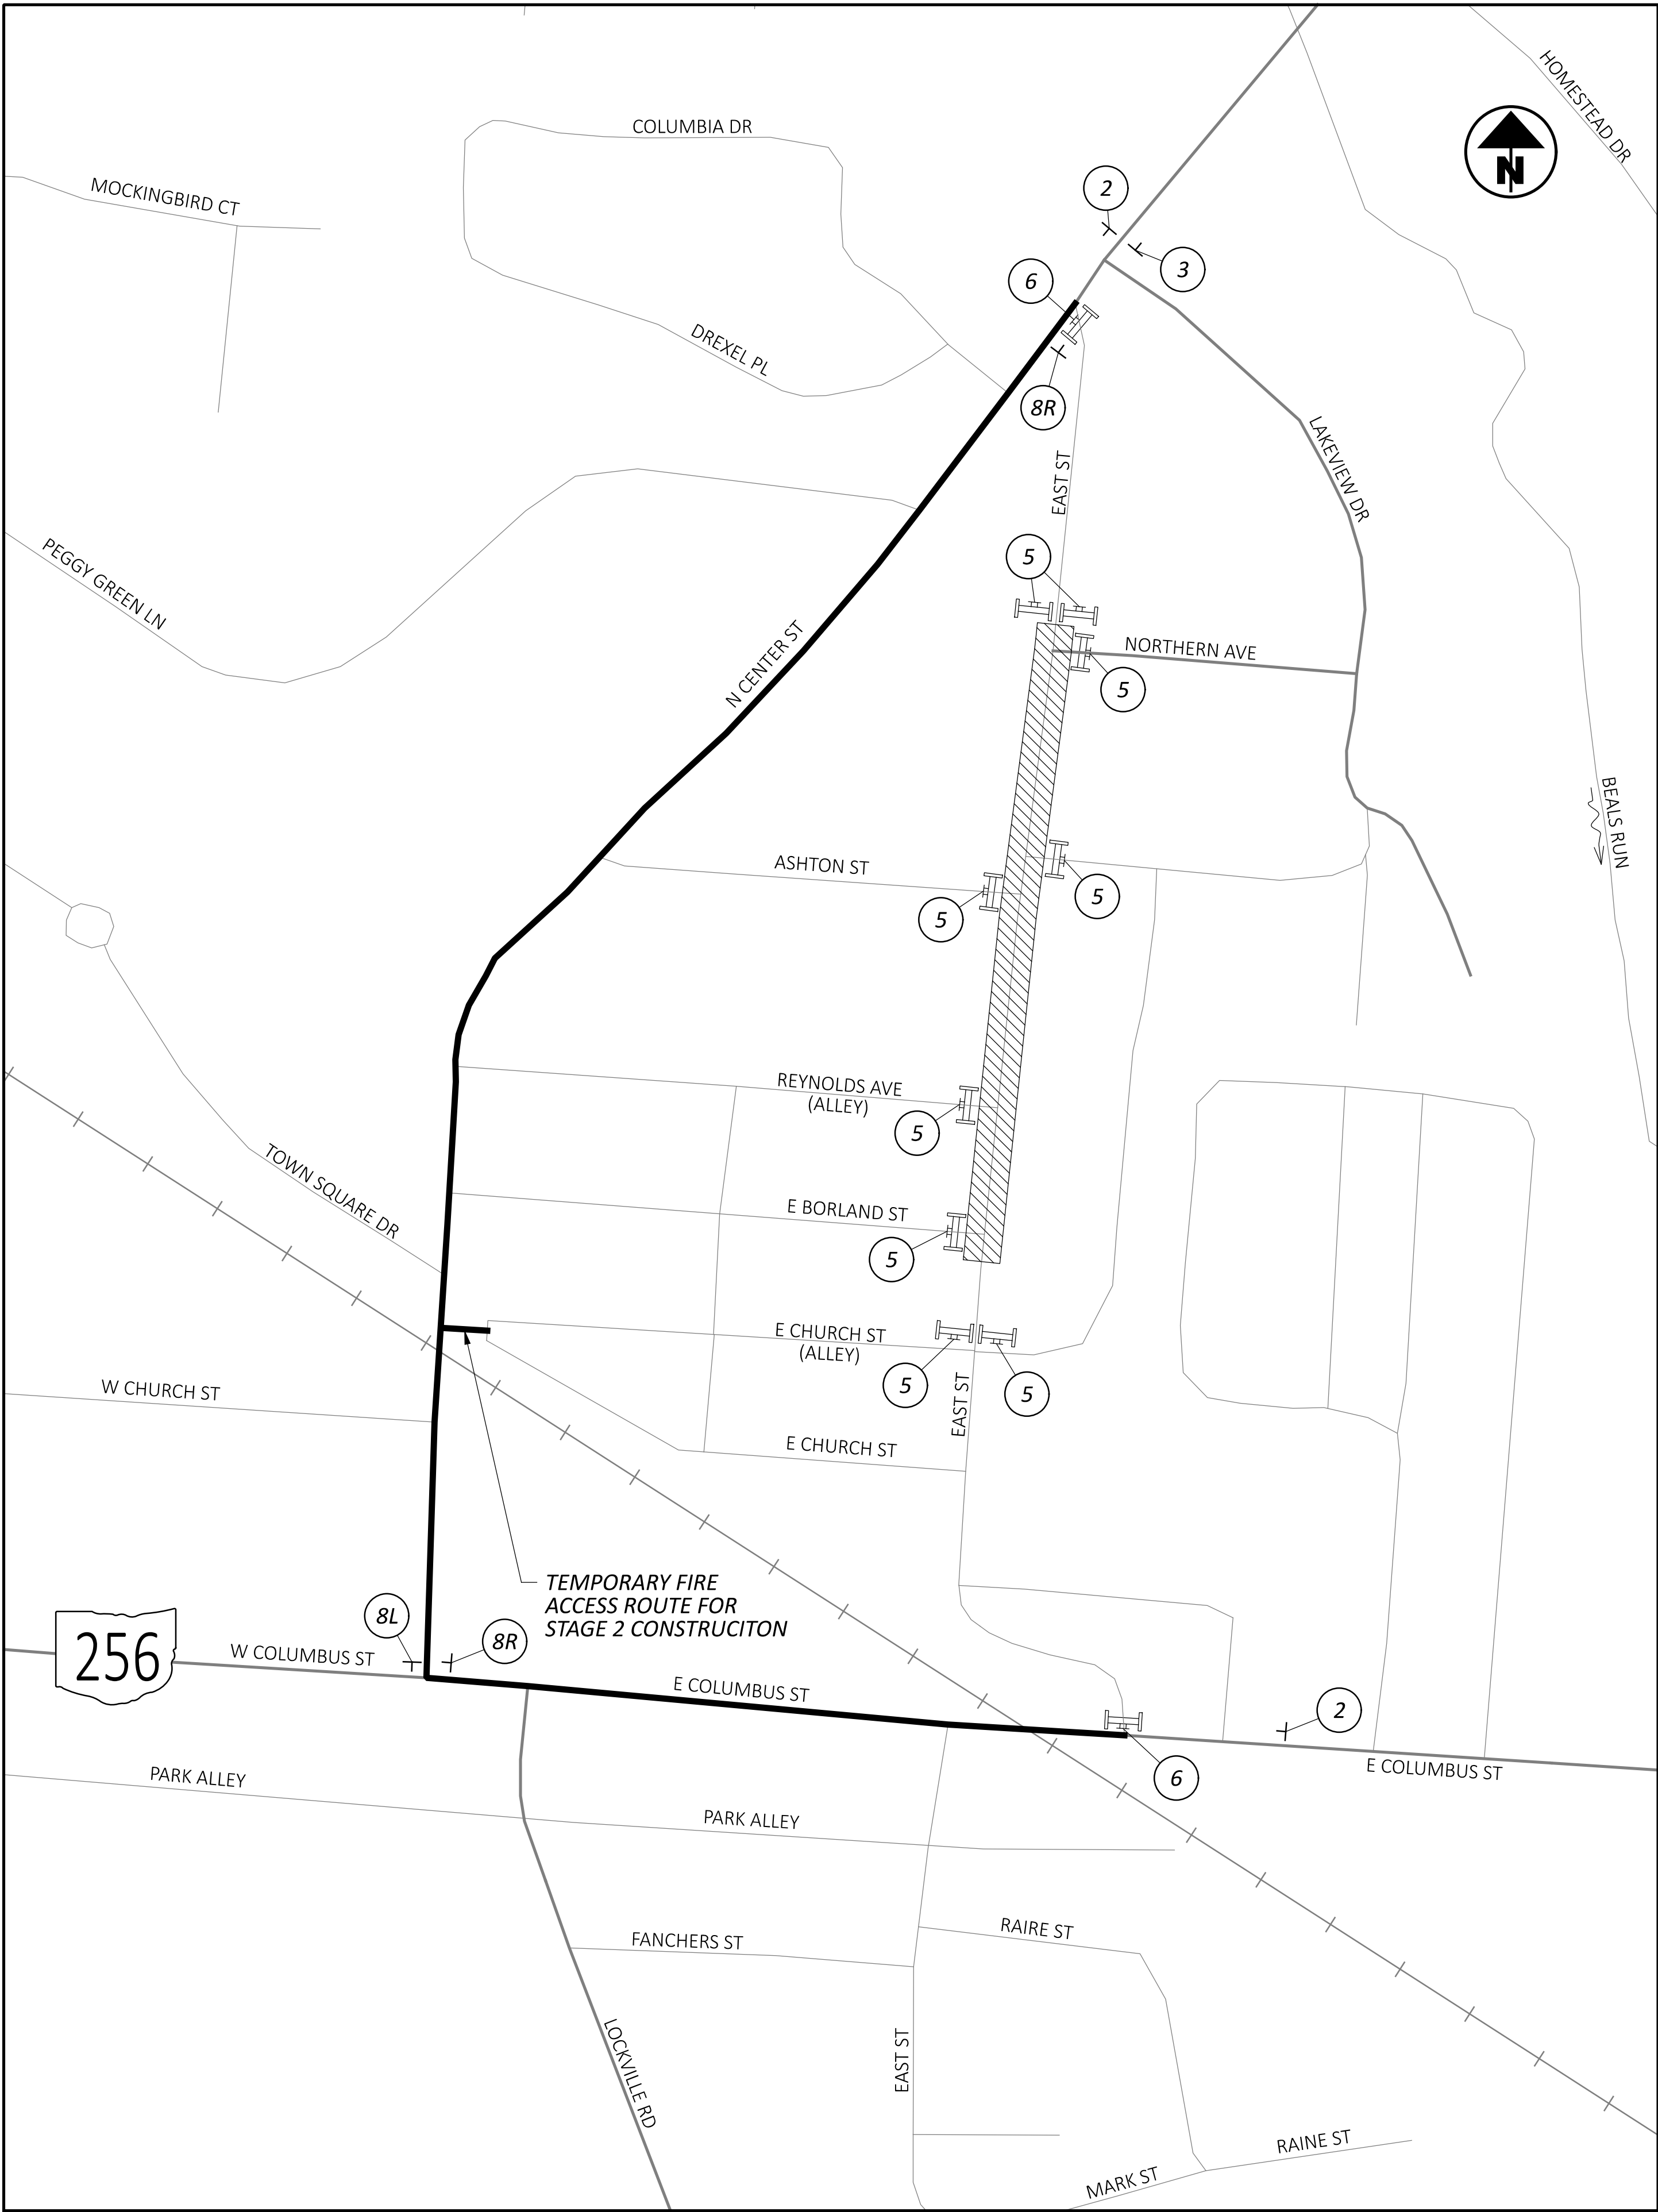 HOMESTEAD DR
COLUMBIA DR
N
MOCKINGBIRD CT
2
3
6
DREXEL PL
8R
LAKEVIEW DR
EAST ST
5
PEGGY GREEN LN
N CENTER ST
NORTHERN AVE
5
BEALS RUN
ASHTON ST
5
5
REYNOLDS AVE
(ALLEY)
5
TOWN SQUARE DR
E BORLAND ST
5
E CHURCH ST
(ALLEY)
5
5
W CHURCH ST
EAST ST
E CHURCH ST
TEMPORARY FIRE
ACCESS ROUTE FOR
STAGE 2 CONSTRUCITON
8L
8R
256
W COLUMBUS ST
E COLUMBUS ST
2
6
E COLUMBUS ST
PARK ALLEY
PARK ALLEY
FANCHERS ST
RAIRE ST
LOCKVILLE RD
EAST ST
RAINE ST
MARK ST